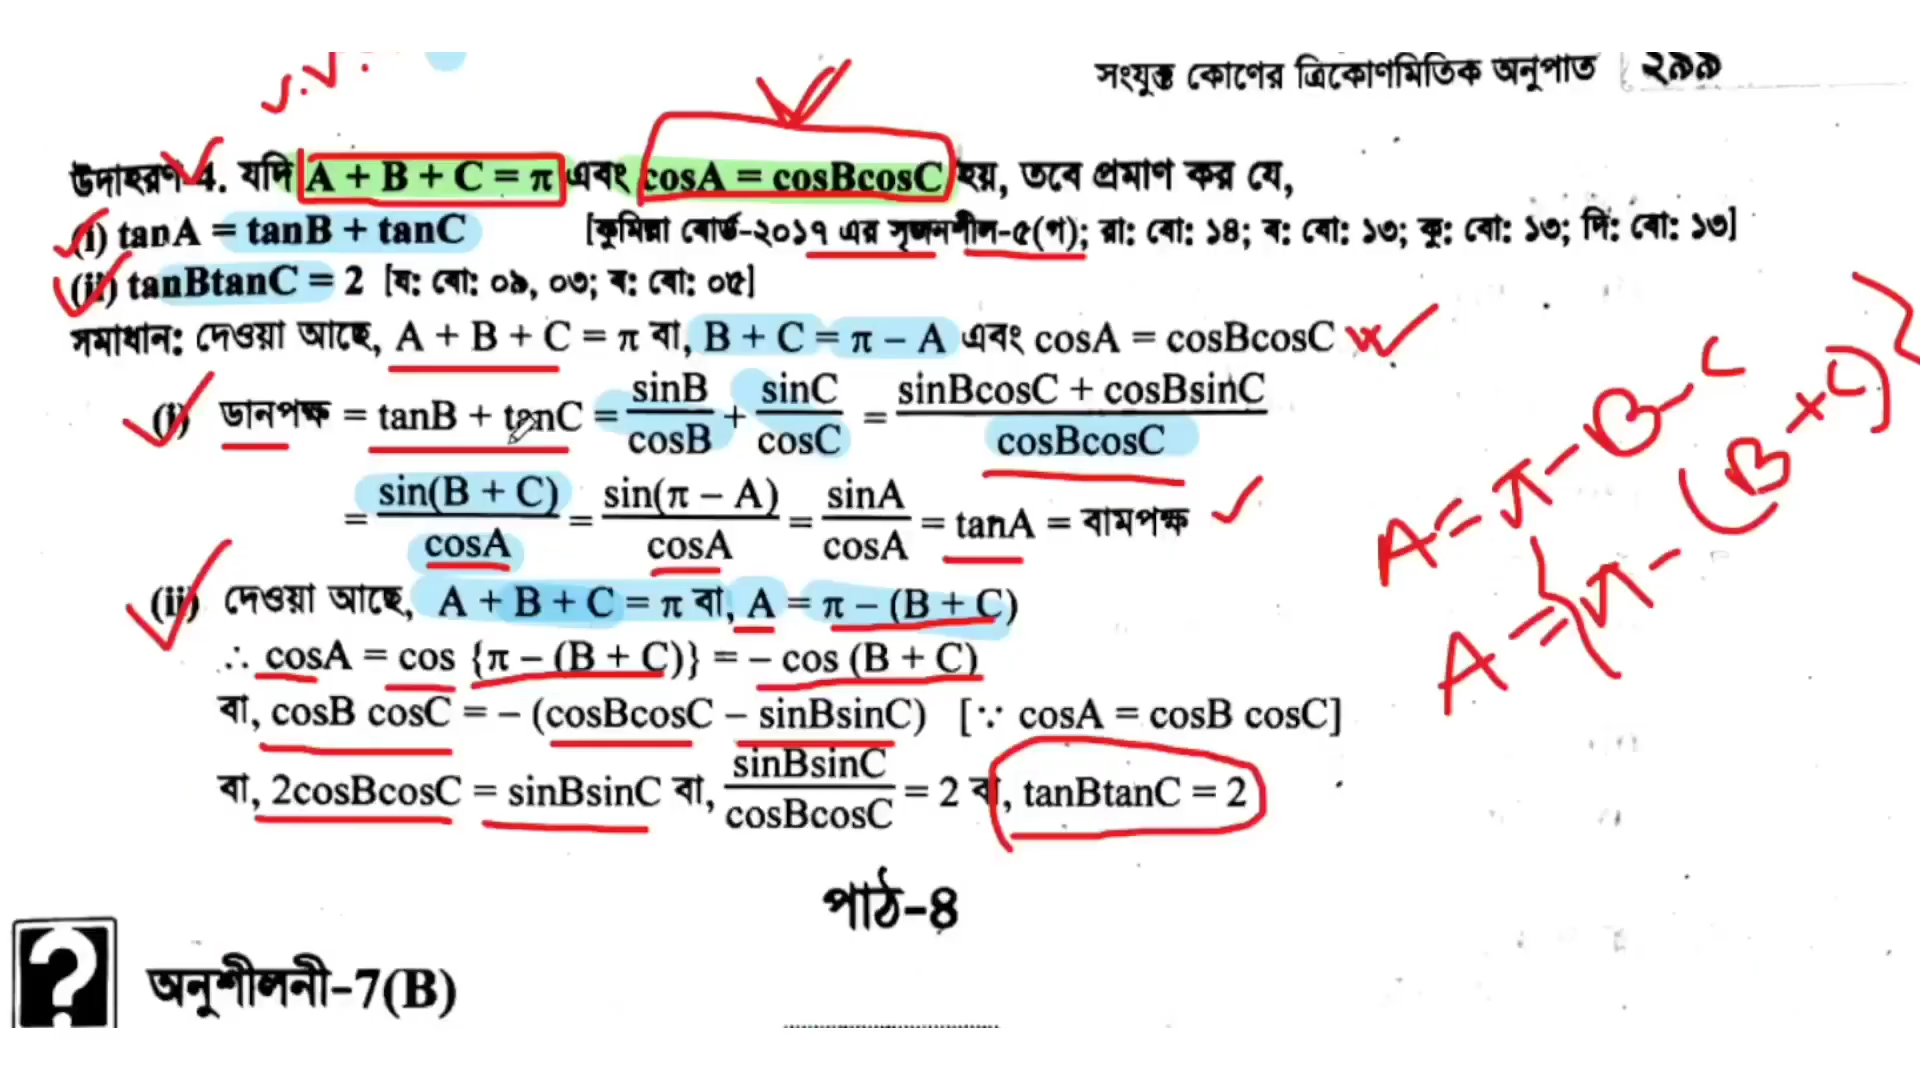 সংযুক্ত কোণের ত্রিকোণমিতিক অনুপাত ২৯৯
উদাহরণ-4. যদি A + B + C = π এবং cosA = cosBcosC হয়, তবে প্রমাণ কর যে,
(i) tanA = tanB + tanC [কুমিল্লা বোর্ড-২০১৭ এর সৃজনশীল-৫(গ); রা: বো: ১৪; ব: বো: ১৩; কু: বো: ১৩; দি: বো: ১৩]
(ii) tanBtanC = 2 [য: বো: ০৯, ০৩; ব: বো: ০৫]
সমাধান: দেওয়া আছে, A + B + C = π বা, B + C = π – A এবং cosA = cosBcosC
(i) ডানপক্ষ = tanB + tanC = sinB/cosB + sinC/cosC = (sinBcosC + cosBsinC)/cosBcosC
= sin(B + C)/cosA = sin(π – A)/cosA = sinA/cosA = tanA = বামপক্ষ
(ii) দেওয়া আছে, A + B + C = π বা, A = π – (B + C)
∴ cosA = cos {π – (B + C)} = – cos (B + C)
বা, cosB cosC = – (cosBcosC – sinBsinC) [∵ cosA = cosB cosC]
বা, 2cosBcosC = sinBsinC বা, sinBsinC/cosBcosC = 2 বা, tanBtanC = 2
A = π – B – C
A = π – (B + C)
পাঠ-৪
?
অনুশীলনী-7(B)